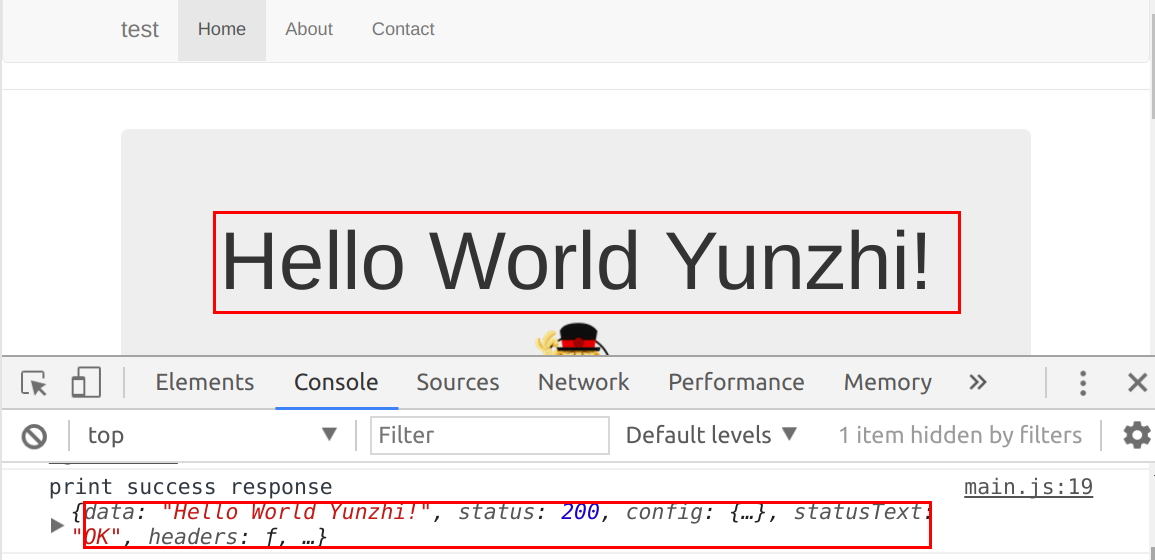 test Home About Contact
Hello World Yunzhi!
Elements Console Sources Network Performance Memory »
top ▼ Filter Default levels ▼ 1 item hidden by filters
print success response main.js:19
▶ {data: "Hello World Yunzhi!", status: 200, config: {…}, statusText:
"OK", headers: ƒ, …}